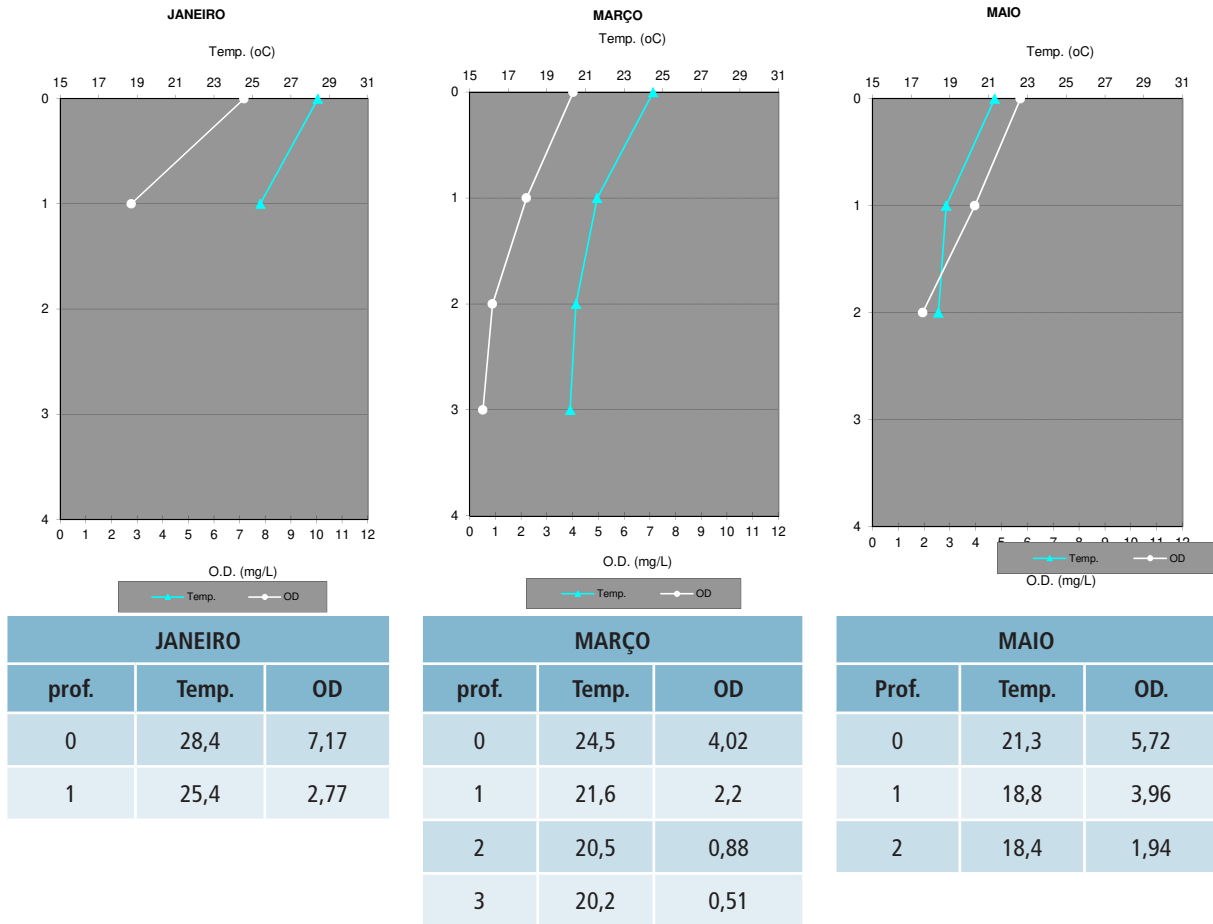 JANEIRO
Temp. (oC)
15 17 19 21 23 25 27 29 31
0
1
2
3
4
0 1 2 3 4 5 6 7 8 9 10 11 12
O.D. (mg/L)
Temp. OD
MARÇO
Temp. (oC)
15 17 19 21 23 25 27 29 31
0
1
2
3
4
0 1 2 3 4 5 6 7 8 9 10 11 12
O.D. (mg/L)
Temp. OD
MAIO
Temp. (oC)
15 17 19 21 23 25 27 29 31
0
1
2
3
4
0 1 2 3 4 5 6 7 8 9 10 11 12
Temp. OD
O.D. (mg/L)
JANEIRO
prof. Temp. OD
0 28,4 7,17
1 25,4 2,77
MARÇO
prof. Temp. OD
0 24,5 4,02
1 21,6 2,2
2 20,5 0,88
3 20,2 0,51
MAIO
Prof. Temp. OD.
0 21,3 5,72
1 18,8 3,96
2 18,4 1,94